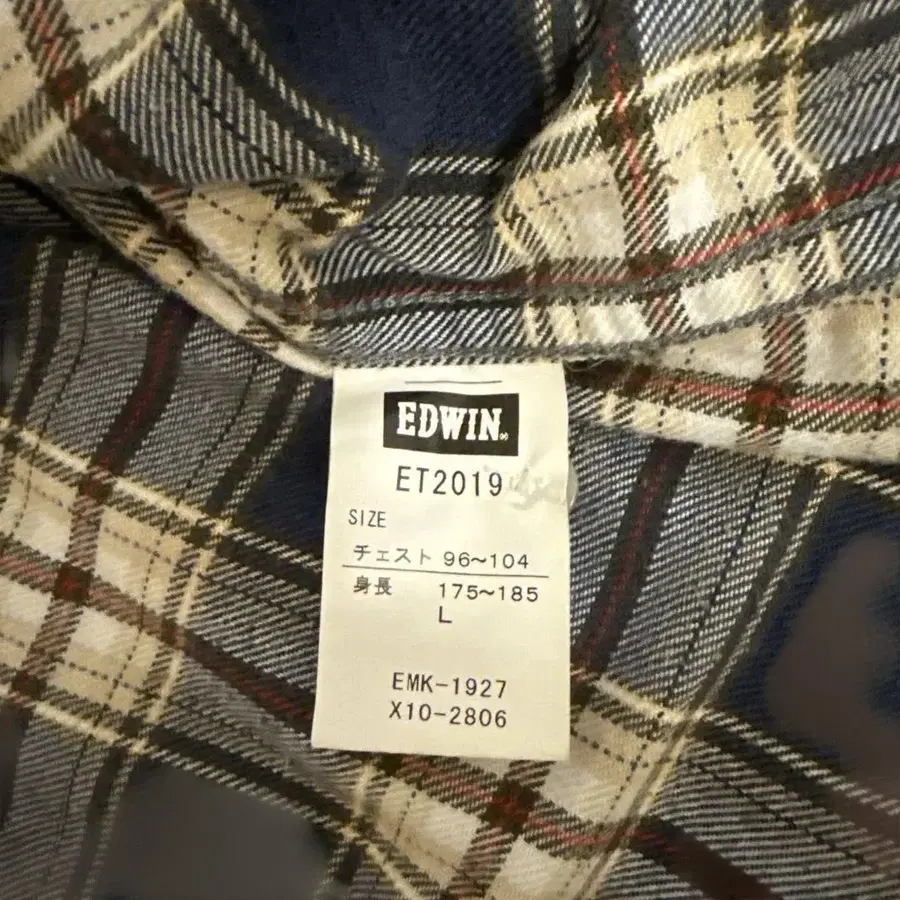 EDWIN
ET2019
SIZE
チェスト 96~104
身長 175~185
L
EMK-1927
X10-2806